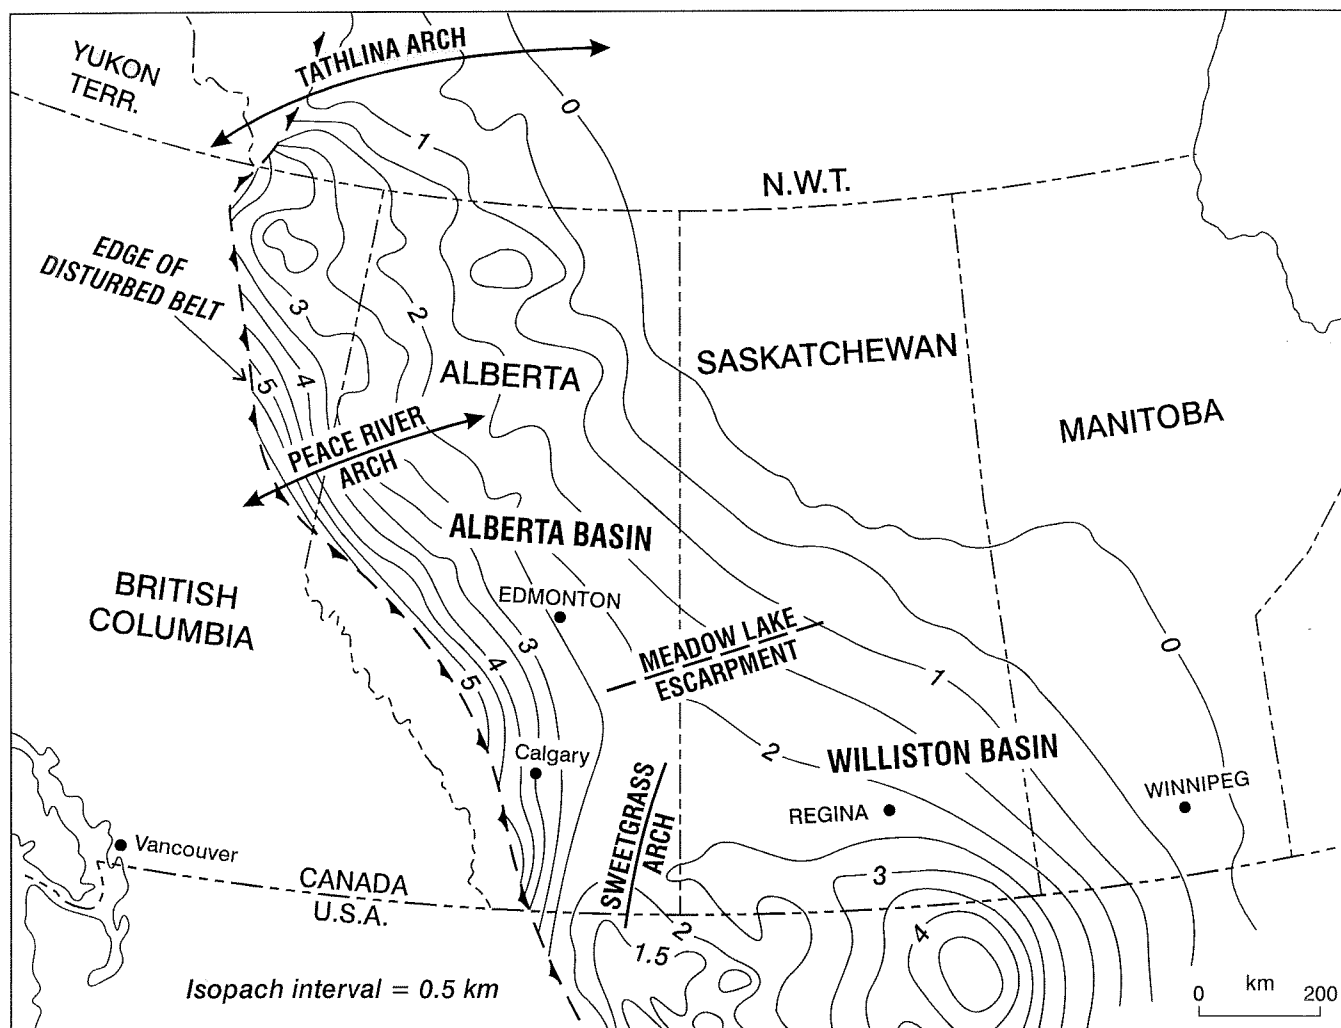 YUKON
TERR.
TATHLINA ARCH
0
1
N.W.T.
EDGE OF
DISTURBED BELT
3
2
SASKATCHEWAN
ALBERTA
5
4
MANITOBA
PEACE RIVER
ARCH
ALBERTA BASIN
BRITISH
COLUMBIA
EDMONTON
3
4
5
MEADOW LAKE
ESCARPMENT
0
1
2
WILLISTON BASIN
Calgary
WINNIPEG
REGINA
SWEETGRASS
ARCH
Vancouver
CANADA
U.S.A.
3
2
4
1.5
Isopach interval = 0.5 km
km
0 200